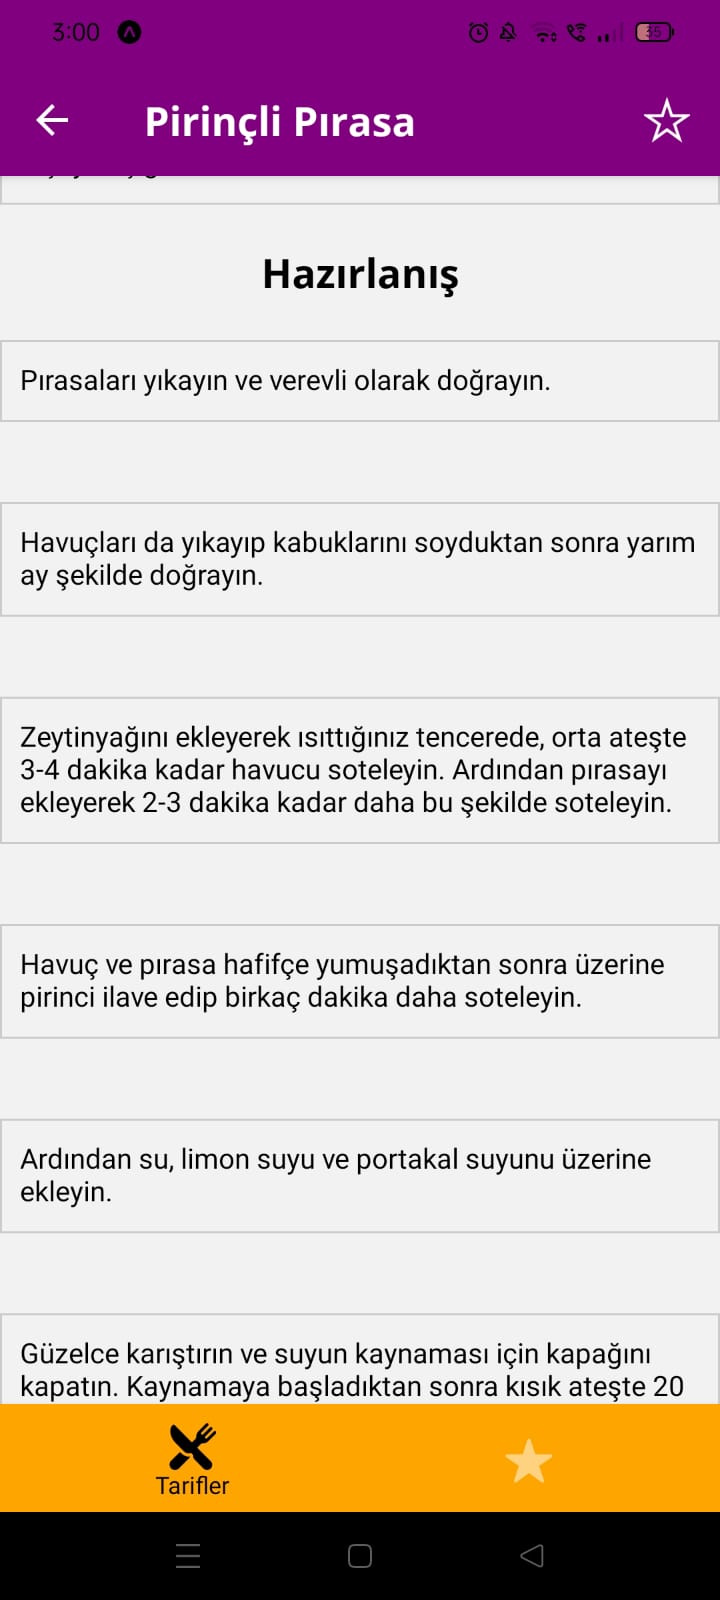 3:00
35
Pirinçli Pırasa
Hazırlanış
Pırasaları yıkayın ve verevli olarak doğrayın.
Havuçları da yıkayıp kabuklarını soyduktan sonra yarım
ay şekilde doğrayın.
Zeytinyağını ekleyerek ısıttığınız tencerede, orta ateşte
3-4 dakika kadar havucu soteleyin. Ardından pırasayı
ekleyerek 2-3 dakika kadar daha bu şekilde soteleyin.
Havuç ve pırasa hafifçe yumuşadıktan sonra üzerine
pirinci ilave edip birkaç dakika daha soteleyin.
Ardından su, limon suyu ve portakal suyunu üzerine
ekleyin.
Güzelce karıştırın ve suyun kaynaması için kapağını
kapatın. Kaynamaya başladıktan sonra kısık ateşte 20
Tarifler